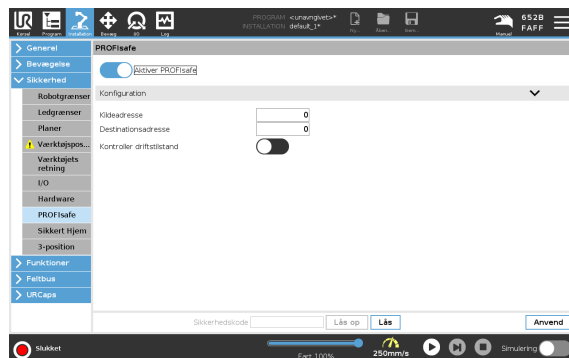 PROGRAM <unavngivet>*
INSTALLATION default_1*
Kørsel Program Installation Bevæg I/O Log
Ny... Åben... Gem...
Manuel
652B
FAFF
Generel
Bevægelse
Sikkerhed
Robotgrænser
Ledgrænser
Planer
Værktøjspos...
Værktøjets
retning
I/O
Hardware
PROFIsafe
Sikkert Hjem
3-position
Funktioner
Feltbus
URCaps
PROFIsafe
Aktiver PROFIsafe
Konfiguration
Kildeadresse 0
Destinationsadresse 0
Kontroller driftstilstand
Sikkerhedskode Lås op Lås Anvend
Slukket
Fart 100%
250mm/s
Simulering